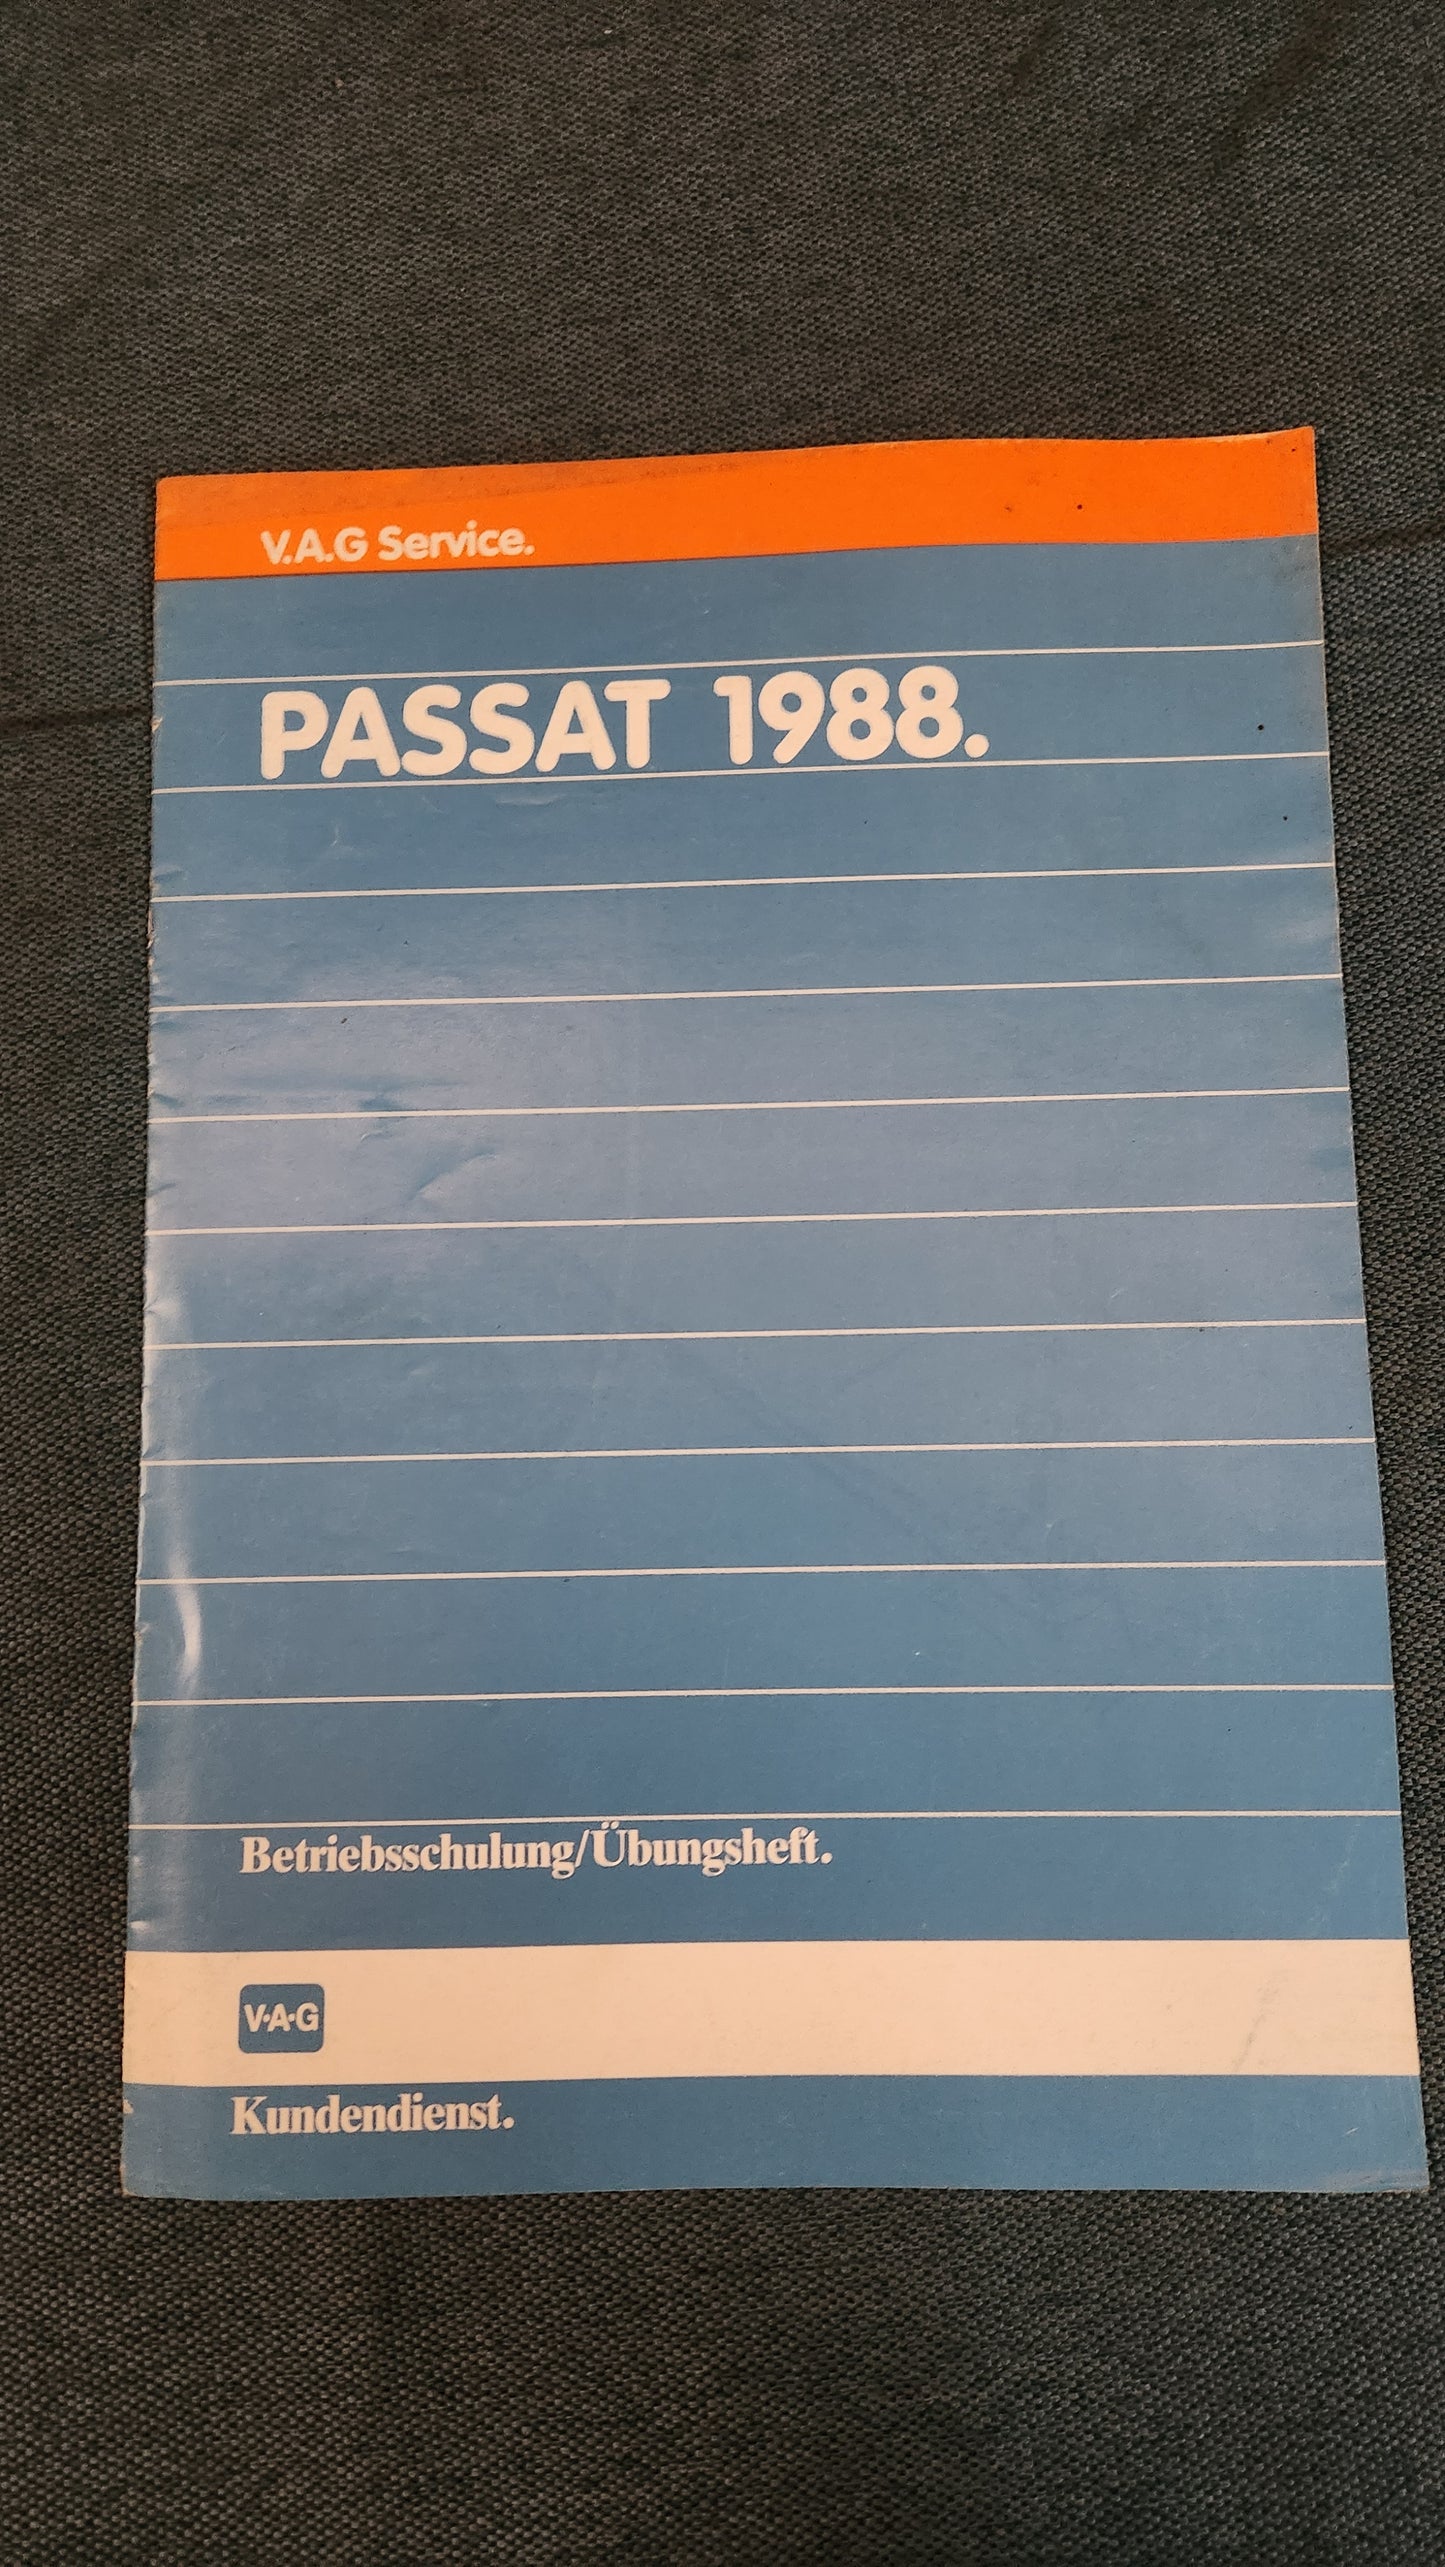 V.A.G Service.
PASSAT 1988.
Betriebsschulung/Übungsheft.
V·A·G
Kundendienst.